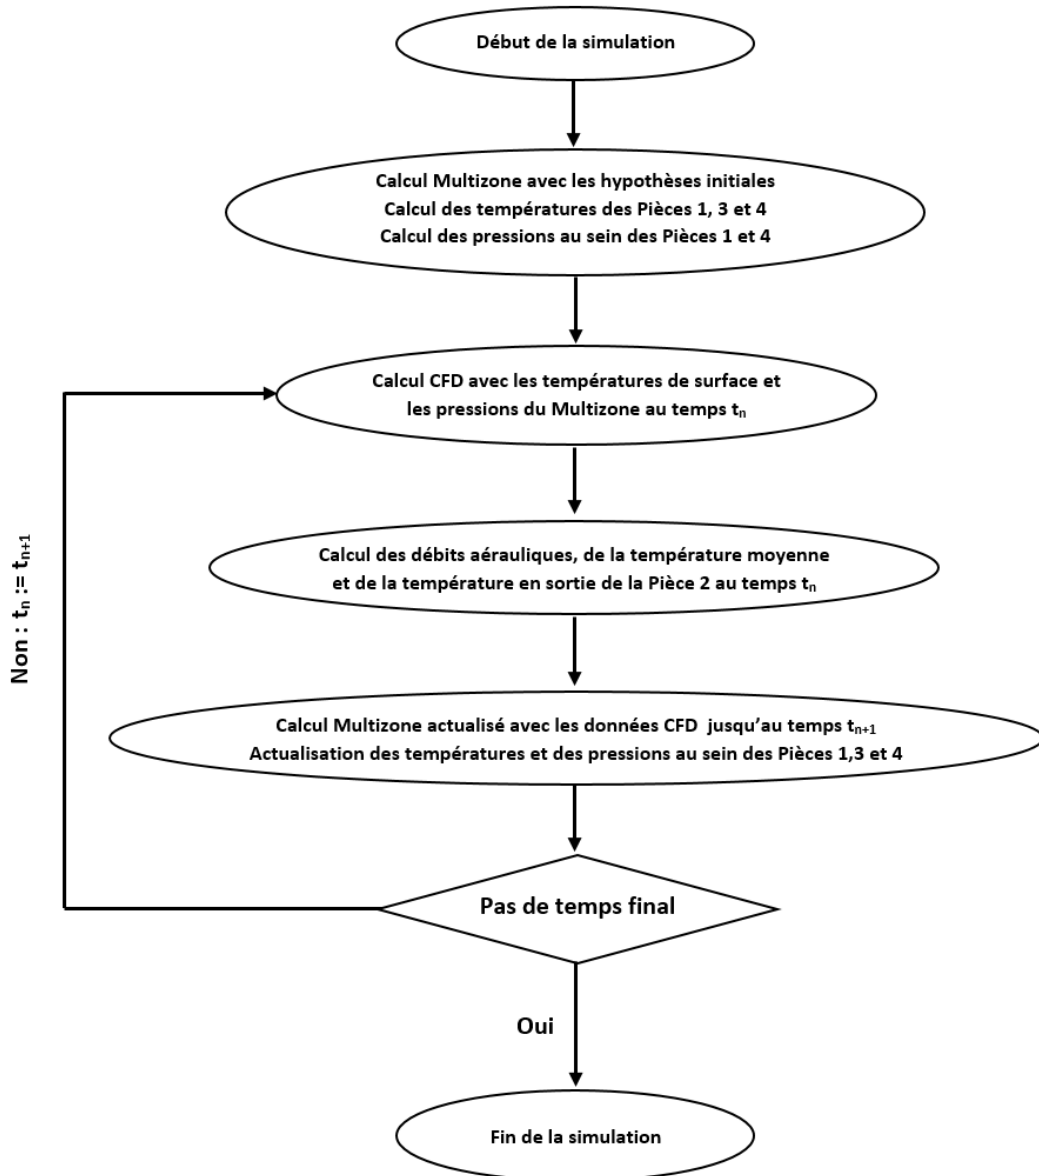 Début de la simulation
Calcul Multizone avec les hypothèses initiales
Calcul des températures des Pièces 1, 3 et 4
Calcul des pressions au sein des Pièces 1 et 4
Calcul CFD avec les températures de surface et
les pressions du Multizone au temps tₙ
Calcul des débits aérauliques, de la température moyenne
et de la température en sortie de la Pièce 2 au temps tₙ
Calcul Multizone actualisé avec les données CFD jusqu’au temps tₙ₊₁
Actualisation des températures et des pressions au sein des Pièces 1,3 et 4
Pas de temps final
Non : tₙ := tₙ₊₁
Oui
Fin de la simulation